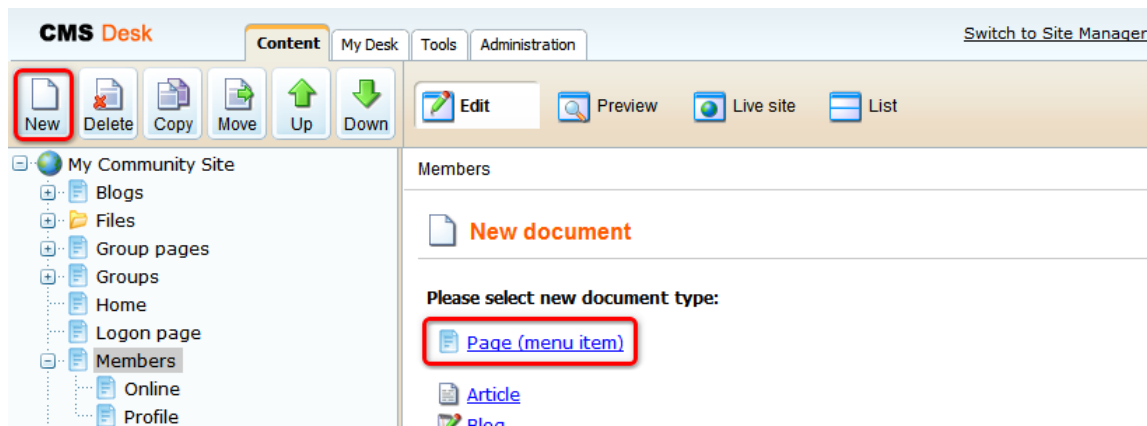 CMS Desk
Content My Desk Tools Administration
Switch to Site Manager
New Delete Copy Move Up Down
Edit Preview Live site List
My Community Site
Blogs
Files
Group pages
Groups
Home
Logon page
Members
Online
Profile
Members
New document
Please select new document type:
Page (menu item)
Article
Blog